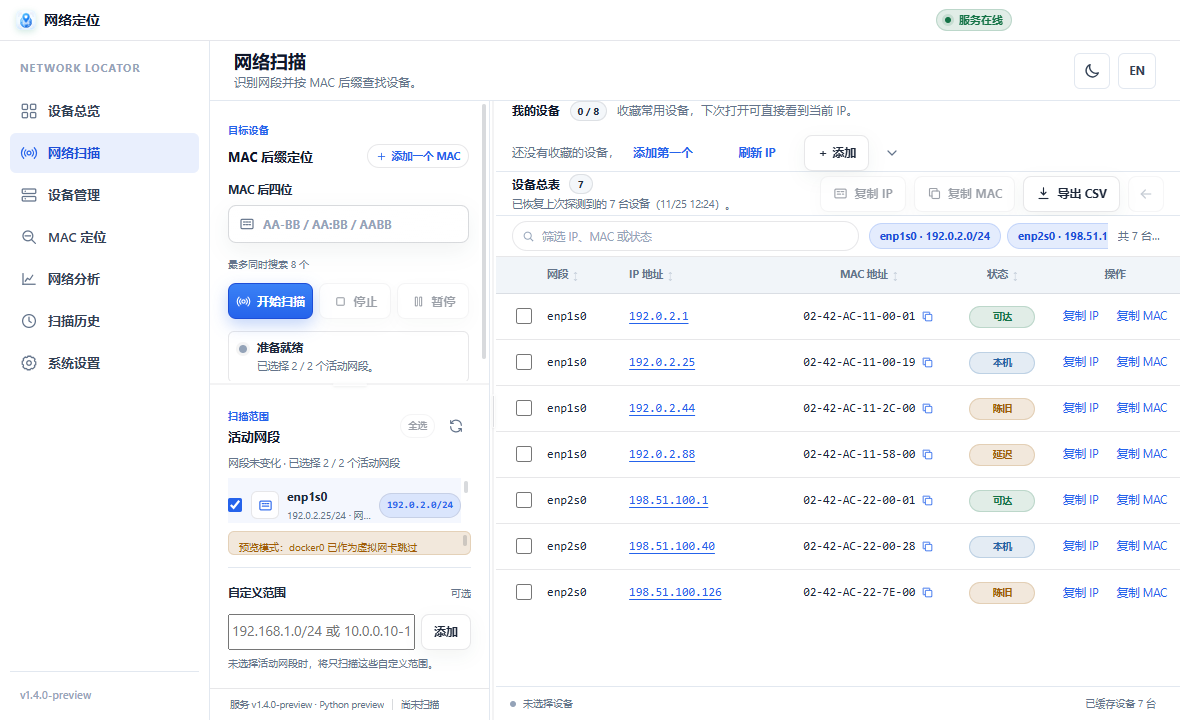 网络定位
服务在线
NETWORK LOCATOR
设备总览
网络扫描
设备管理
MAC 定位
网络分析
扫描历史
系统设置
v1.4.0-preview
网络扫描
识别网段并按 MAC 后缀查找设备。
EN
目标设备
MAC 后缀定位
+ 添加一个 MAC
MAC 后四位
AA-BB / AA:BB / AABB
最多同时搜索 8 个
开始扫描
停止
暂停
准备就绪
已选择 2 / 2 个活动网段。
扫描范围
活动网段
全选
网段未变化 · 已选择 2 / 2 个活动网段
enp1s0
192.0.2.25/24 · 网...
192.0.2.0/24
预览模式：docker0 已作为虚拟网卡跳过
自定义范围
可选
192.168.1.0/24 或 10.0.0.10-1
添加
未选择活动网段时，将只扫描这些自定义范围。
服务 v1.4.0-preview · Python preview
尚未扫描
我的设备
0 / 8
收藏常用设备，下次打开可直接看到当前 IP。
还没有收藏的设备，
添加第一个
刷新 IP
+ 添加
设备总表
7
已恢复上次探测到的 7 台设备（11/25 12:24）。
复制 IP
复制 MAC
导出 CSV
筛选 IP、MAC 或状态
enp1s0 · 192.0.2.0/24
enp2s0 · 198.51.1
共 7 台...
网段 IP 地址 MAC 地址 状态 操作
enp1s0 192.0.2.1 02-42-AC-11-00-01 可达 复制 IP 复制 MAC
enp1s0 192.0.2.25 02-42-AC-11-00-19 本机 复制 IP 复制 MAC
enp1s0 192.0.2.44 02-42-AC-11-2C-00 陈旧 复制 IP 复制 MAC
enp1s0 192.0.2.88 02-42-AC-11-58-00 延迟 复制 IP 复制 MAC
enp2s0 198.51.100.1 02-42-AC-22-00-01 可达 复制 IP 复制 MAC
enp2s0 198.51.100.40 02-42-AC-22-00-28 本机 复制 IP 复制 MAC
enp2s0 198.51.100.126 02-42-AC-22-7E-00 陈旧 复制 IP 复制 MAC
未选择设备
已缓存设备 7 台